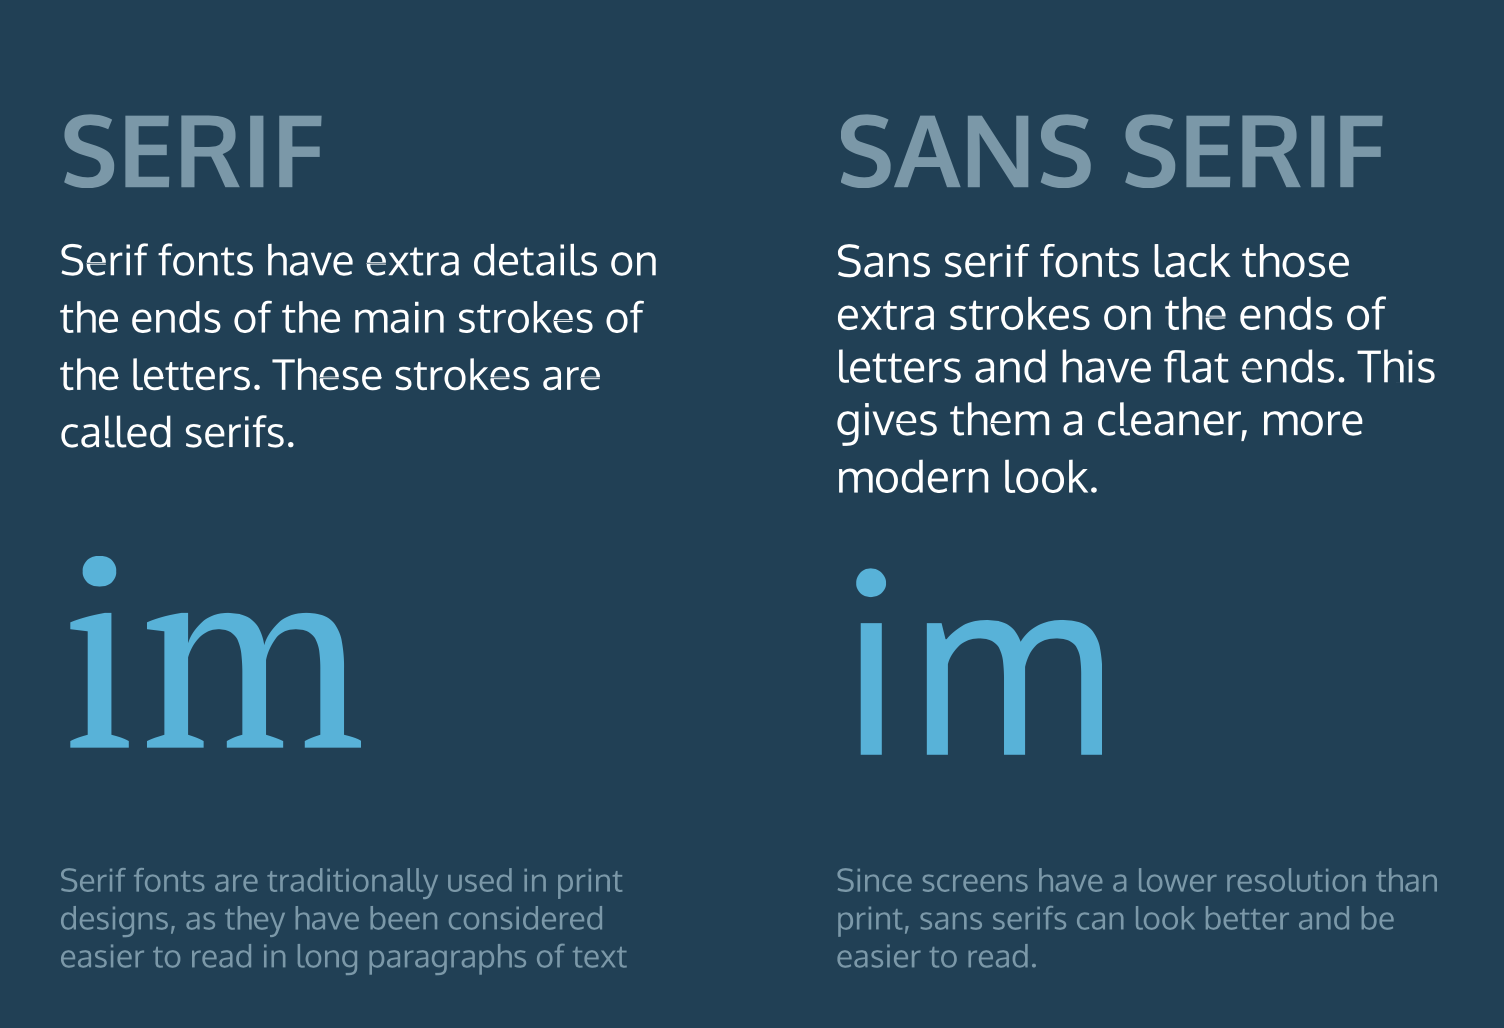 SERIF
Serif fonts have extra details on
the ends of the main strokes of
the letters. These strokes are
called serifs.
im
Serif fonts are traditionally used in print
designs, as they have been considered
easier to read in long paragraphs of text
SANS SERIF
Sans serif fonts lack those
extra strokes on the ends of
letters and have flat ends. This
gives them a cleaner, more
modern look.
im
Since screens have a lower resolution than
print, sans serifs can look better and be
easier to read.